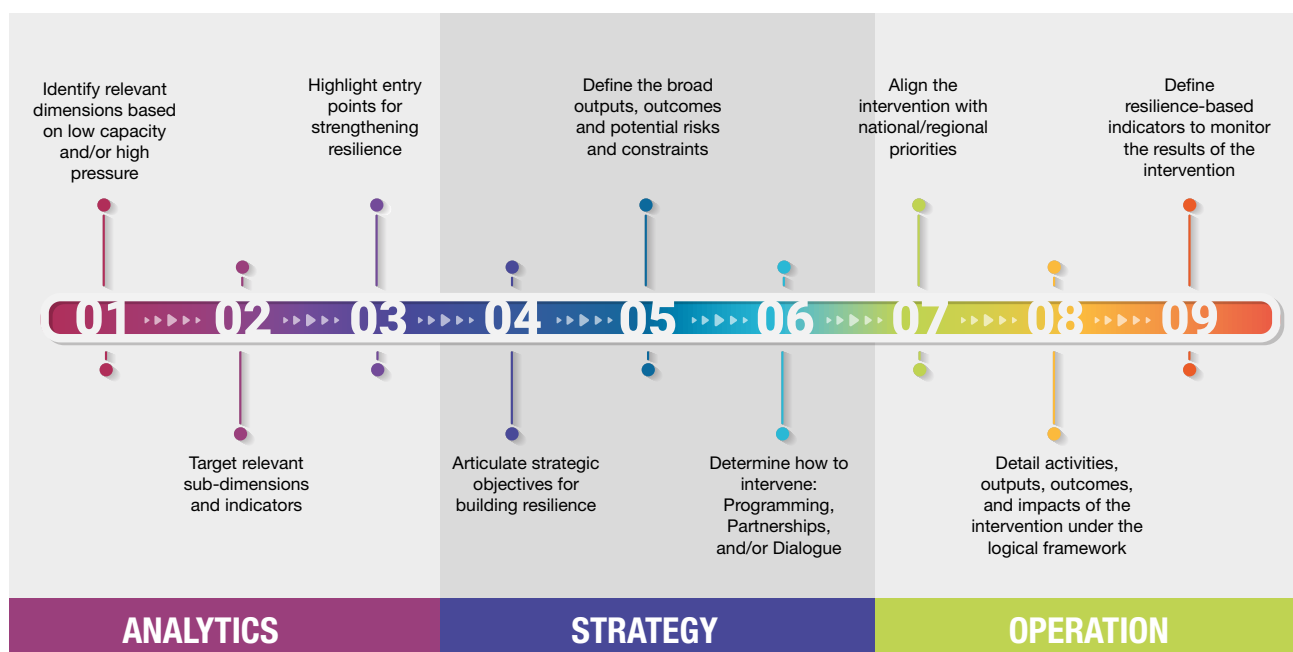 Identify relevant
dimensions based
on low capacity
and/or high
pressure
Highlight entry
points for
strengthening
resilience
Define the broad
outputs, outcomes
and potential risks
and constraints
Align the
intervention with
national/regional
priorities
Define
resilience-based
indicators to monitor
the results of the
intervention
01 02 03 04 05 06 07 08 09
Target relevant
sub-dimensions
and indicators
Articulate strategic
objectives for
building resilience
Determine how to
intervene:
Programming,
Partnerships,
and/or Dialogue
Detail activities,
outputs, outcomes,
and impacts of the
intervention under the
logical framework
ANALYTICS STRATEGY OPERATION